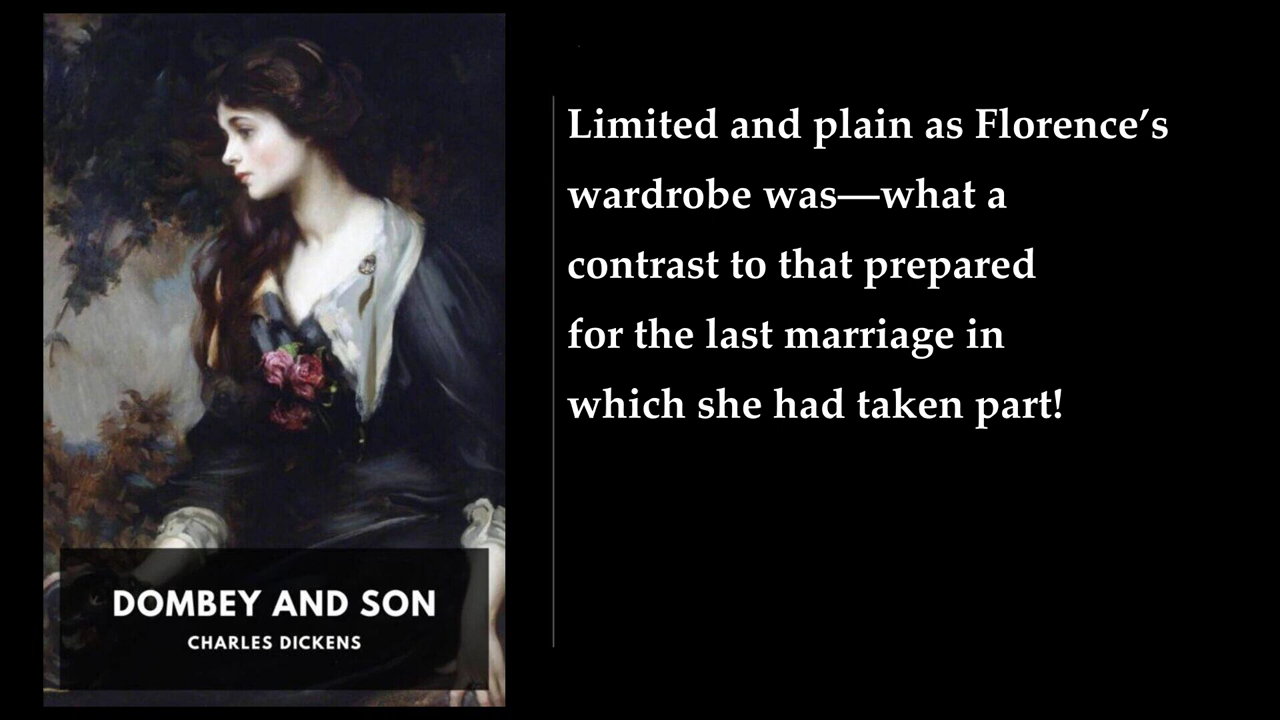 Limited and plain as Florence’s
wardrobe was—what a
contrast to that prepared
for the last marriage in
which she had taken part!
DOMBEY AND SON
CHARLES DICKENS